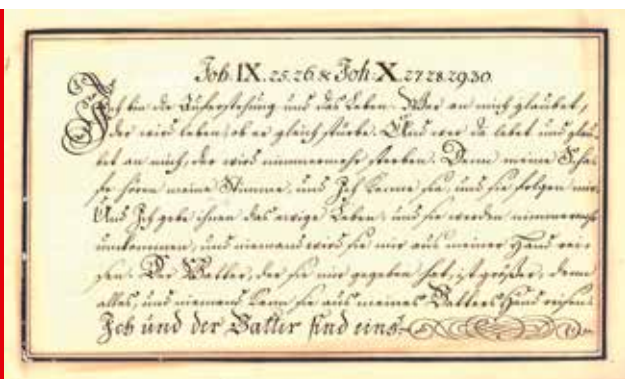 Joh. IX. 25. 26. & Joh. X. 27 28. 29. 30.
Ich bin die Auferstehung und das Leben. Wer an mich glaubet,
der wird leben, ob er gleich stürbe. Und wer da lebet und glau-
bet an mich, der wird nimmermehr sterben. Denn meine Scha-
fe hören meine Stimme, und Ich kenne sie, und sie folgen mir.
Und Ich gebe ihnen das ewige Leben, und sie werden nimmermehr
umkommen, und niemand wird sie mir aus meiner Hand rei-
sen. Der Vatter, der sie mir gegeben hat, ist größer, denn
alles, und niemand kann sie aus meines Vatters Hand reisen.
Ich und der Vatter sind eins.